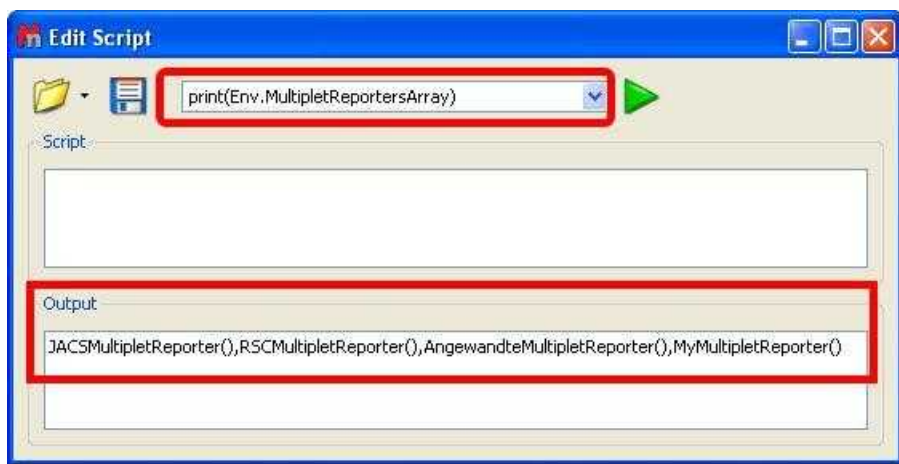 Edit Script
print(Env.MultipletReportersArray)
Script
Output
JACSMultipletReporter(),RSCMultipletReporter(),AngewandteMultipletReporter(),MyMultipletReporter()